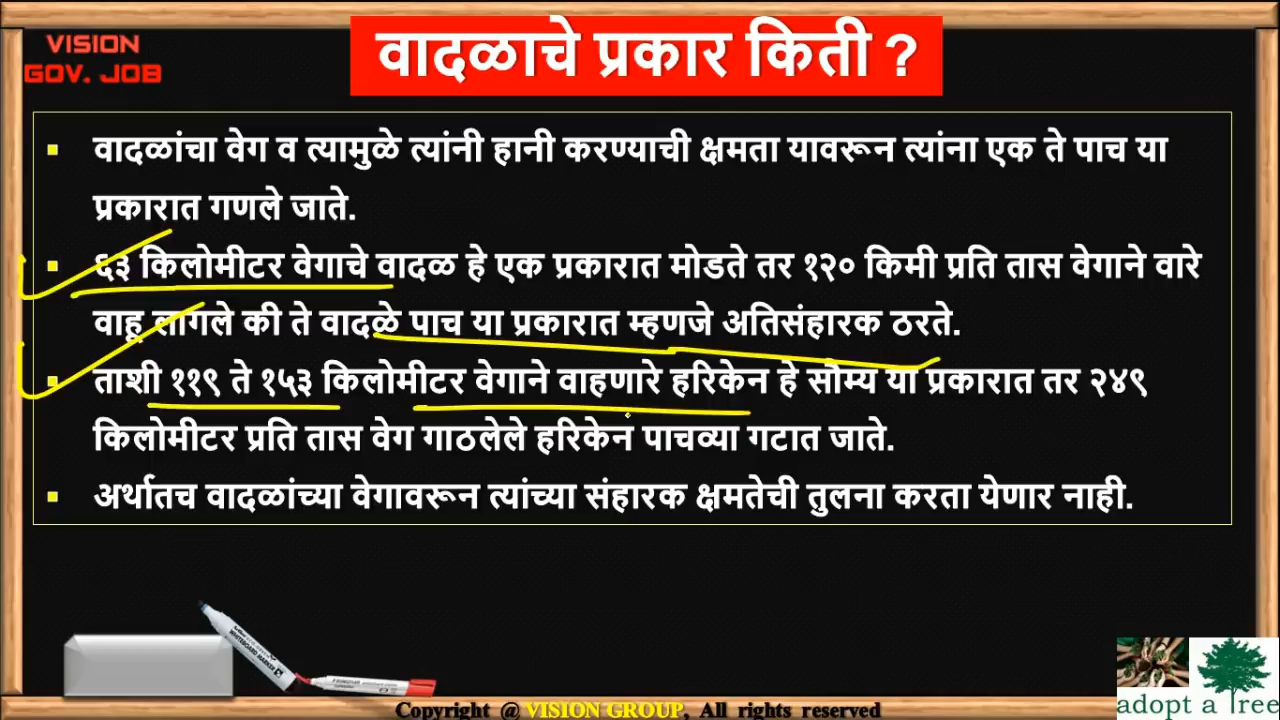 VISION
GOV. JOB
वादळाचे प्रकार किती ?
वादळांचा वेग व त्यामुळे त्यांनी हानी करण्याची क्षमता यावरून त्यांना एक ते पाच या
प्रकारात गणले जाते.
६३ किलोमीटर वेगाचे वादळ हे एक प्रकारात मोडते तर १२० किमी प्रति तास वेगाने वारे
वाहू लागले की ते वादळे पाच या प्रकारात म्हणजे अतिसंहारक ठरते.
ताशी ११९ ते १५३ किलोमीटर वेगाने वाहणारे हरिकेन हे सौम्य या प्रकारात तर २४९
किलोमीटर प्रति तास वेग गाठलेले हरिकेन पाचव्या गटात जाते.
अर्थातच वादळांच्या वेगावरून त्यांच्या संहारक क्षमतेची तुलना करता येणार नाही.
WHITEBOARD MARKER
adopt a Tree
Copyright @ VISION GROUP, All rights reserved